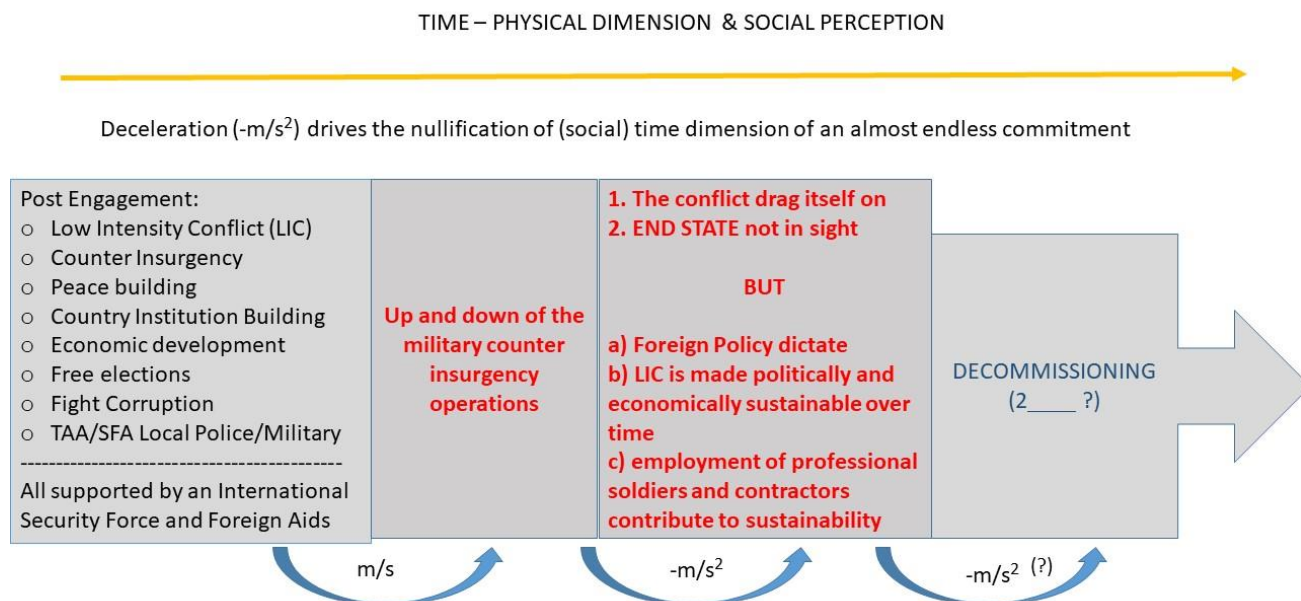 TIME – PHYSICAL DIMENSION & SOCIAL PERCEPTION
Deceleration (-m/s²) drives the nullification of (social) time dimension of an almost endless commitment
Post Engagement:
o Low Intensity Conflict (LIC)
o Counter Insurgency
o Peace building
o Country Institution Building
o Economic development
o Free elections
o Fight Corruption
o TAA/SFA Local Police/Military
---------------------------------------------
All supported by an International
Security Force and Foreign Aids
Up and down of the
military counter
insurgency
operations
1. The conflict drag itself on
2. END STATE not in sight
BUT
a) Foreign Policy dictate
b) LIC is made politically and
economically sustainable over
time
c) employment of professional
soldiers and contractors
contribute to sustainability
DECOMMISSIONING
(2____ ?)
m/s
-m/s²
-m/s² (?)